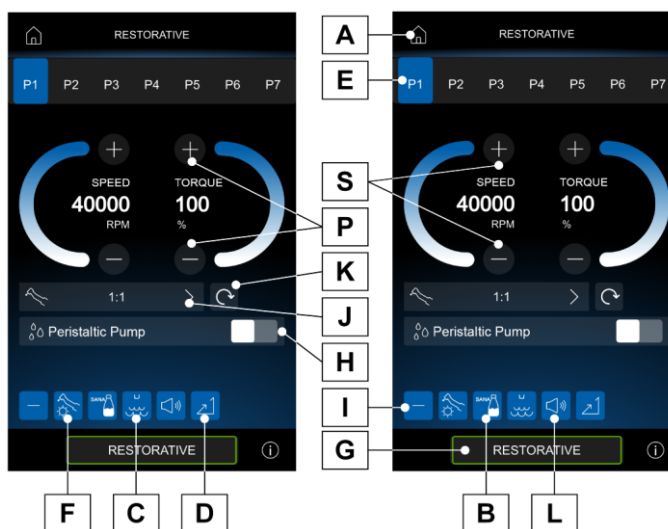 RESTORATIVE
P1 P2 P3 P4 P5 P6 P7
SPEED TORQUE
40000 100
RPM %
1:1
Peristaltic Pump
SANA
RESTORATIVE
F C D
A
E
S
P
K
J
H
I
G
RESTORATIVE
P1 P2 P3 P4 P5 P6 P7
SPEED TORQUE
40000 100
RPM %
1:1
Peristaltic Pump
SANA
RESTORATIVE
B L